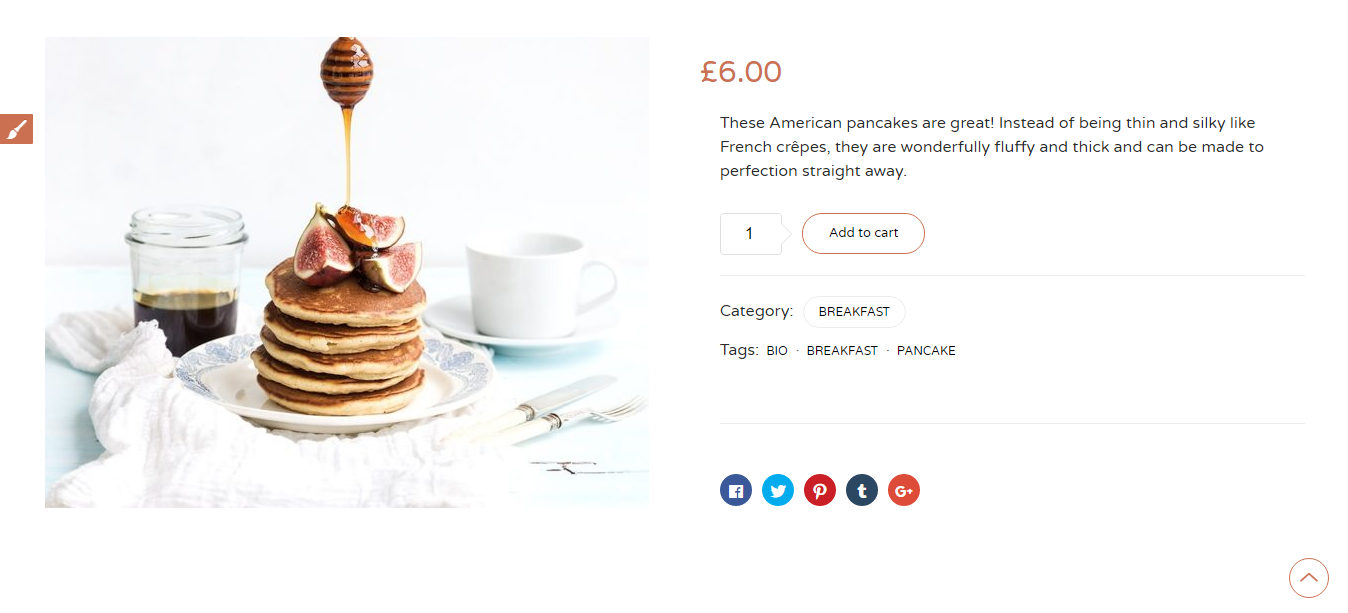 £6.00
These American pancakes are great! Instead of being thin and silky like
French crêpes, they are wonderfully fluffy and thick and can be made to
perfection straight away.
1 Add to cart
Category: BREAKFAST
Tags: BIO · BREAKFAST · PANCAKE